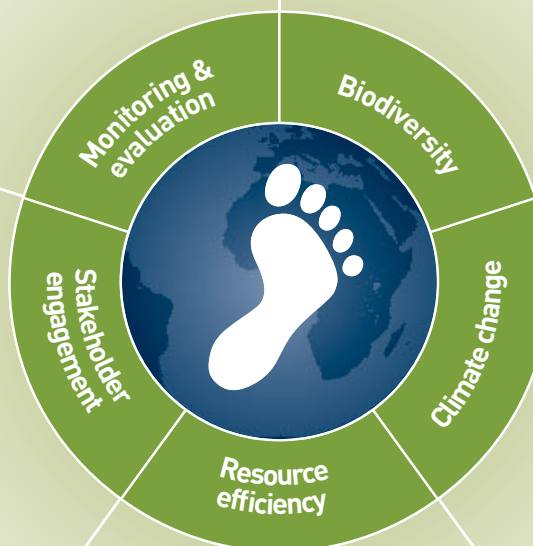 Monitoring &
evaluation
Biodiversity
Climate change
Resource
efficiency
Stakeholder
engagement